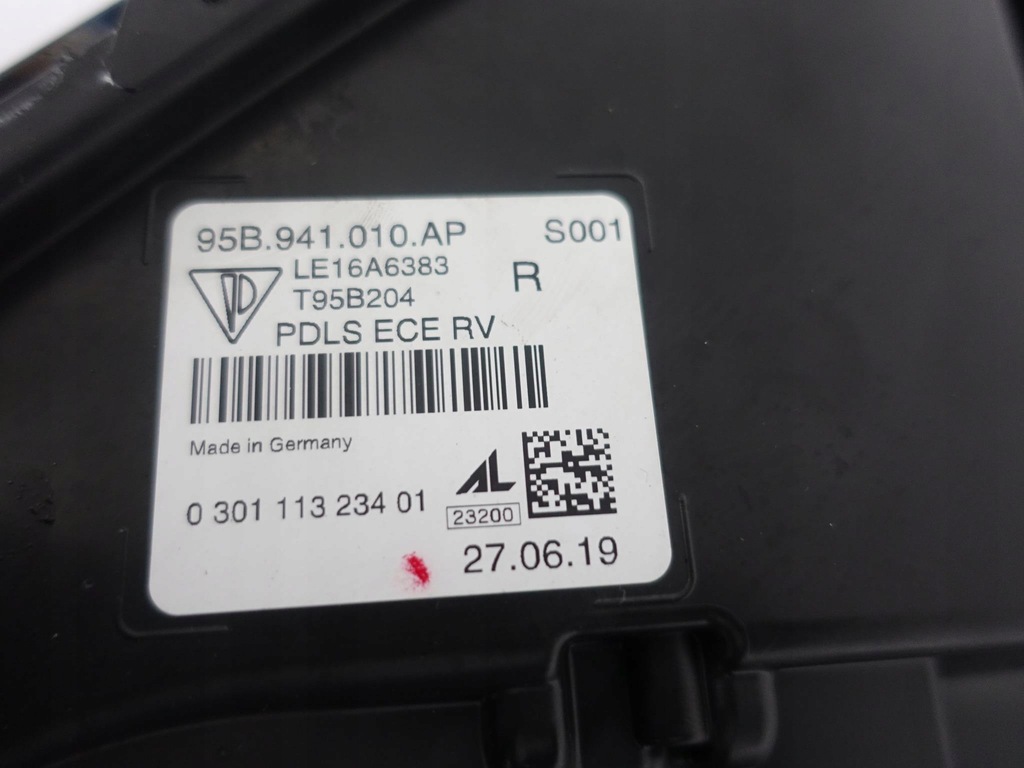 95B.941.010.AP S001
LE16A6383 R
T95B204
PDLS ECE RV
Made in Germany
AL
0 301 113 234 01
23200
27.06.19